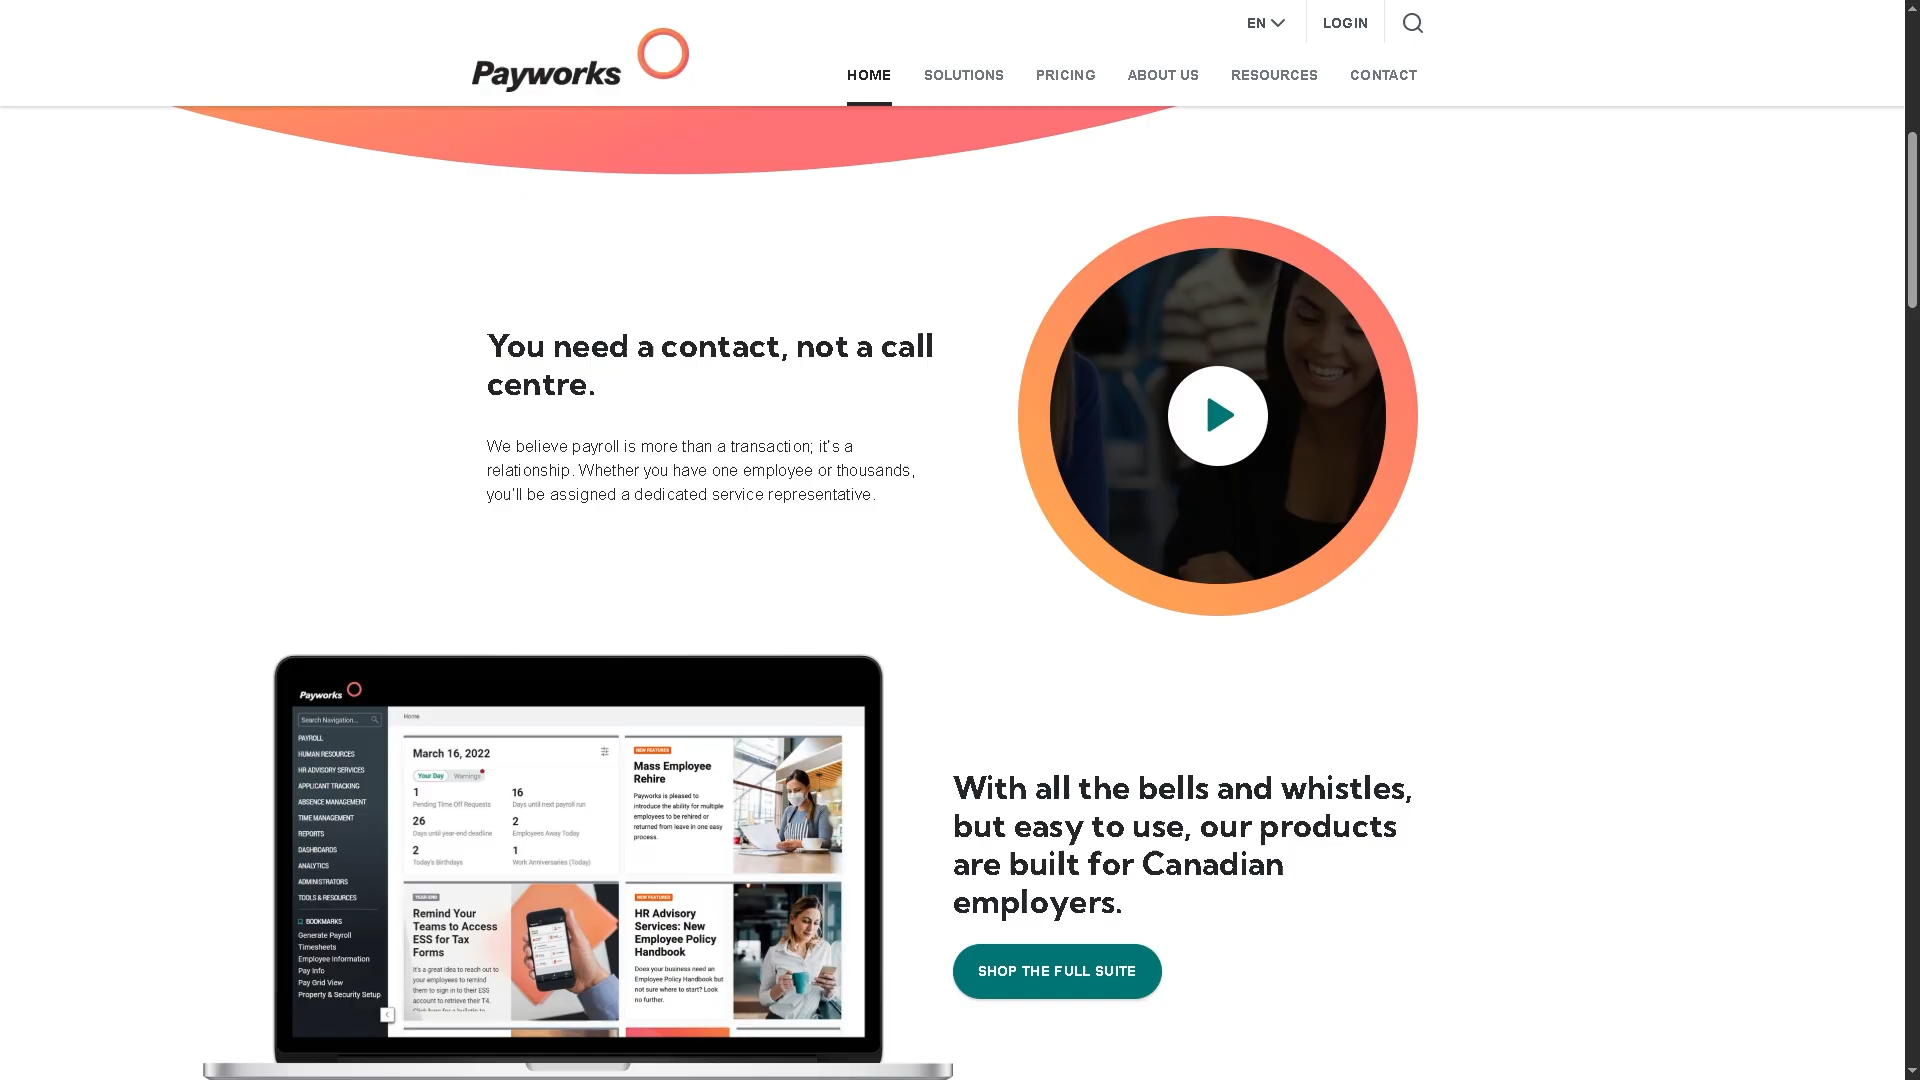 EN
LOGIN
Payworks
HOME
SOLUTIONS
PRICING
ABOUT US
RESOURCES
CONTACT
You need a contact, not a call
centre.
We believe payroll is more than a transaction; it's a
relationship. Whether you have one employee or thousands,
you'll be assigned a dedicated service representative.
Payworks
Search Navigation...
PAYROLL
HUMAN RESOURCES
HR ADVISORY SERVICES
APPLICANT TRACKING
ABSENCE MANAGEMENT
TIME MANAGEMENT
REPORTS
DASHBOARDS
ANALYTICS
ADMINISTRATORS
TOOLS & RESOURCES
BOOKMARKS
Generate Payroll
Timesheets
Employee Information
Pay Info
Pay Grid View
Property & Security Setup
Home
March 16, 2022
Your Day
Warnings
1
Pending Time Off Requests
16
Days until next payroll run
26
Days until year-end deadline
2
Employees Away Today
2
Today's Birthdays
1
Work Anniversaries (Today)
NEW FEATURES
Mass Employee
Rehire
Payworks is pleased to
introduce the ability for multiple
employees to be rehired or
returned from leave in one easy
process.
YEAR-END
Remind Your
Teams to Access
ESS for Tax
Forms
It's a great idea to reach out to
your employees to remind
them to sign in to their ESS
account to retrieve their T4.
NEW FEATURES
HR Advisory
Services: New
Employee Policy
Handbook
Does your business need an
Employee Policy Handbook but
not sure where to start? Look
no further.
With all the bells and whistles,
but easy to use, our products
are built for Canadian
employers.
SHOP THE FULL SUITE